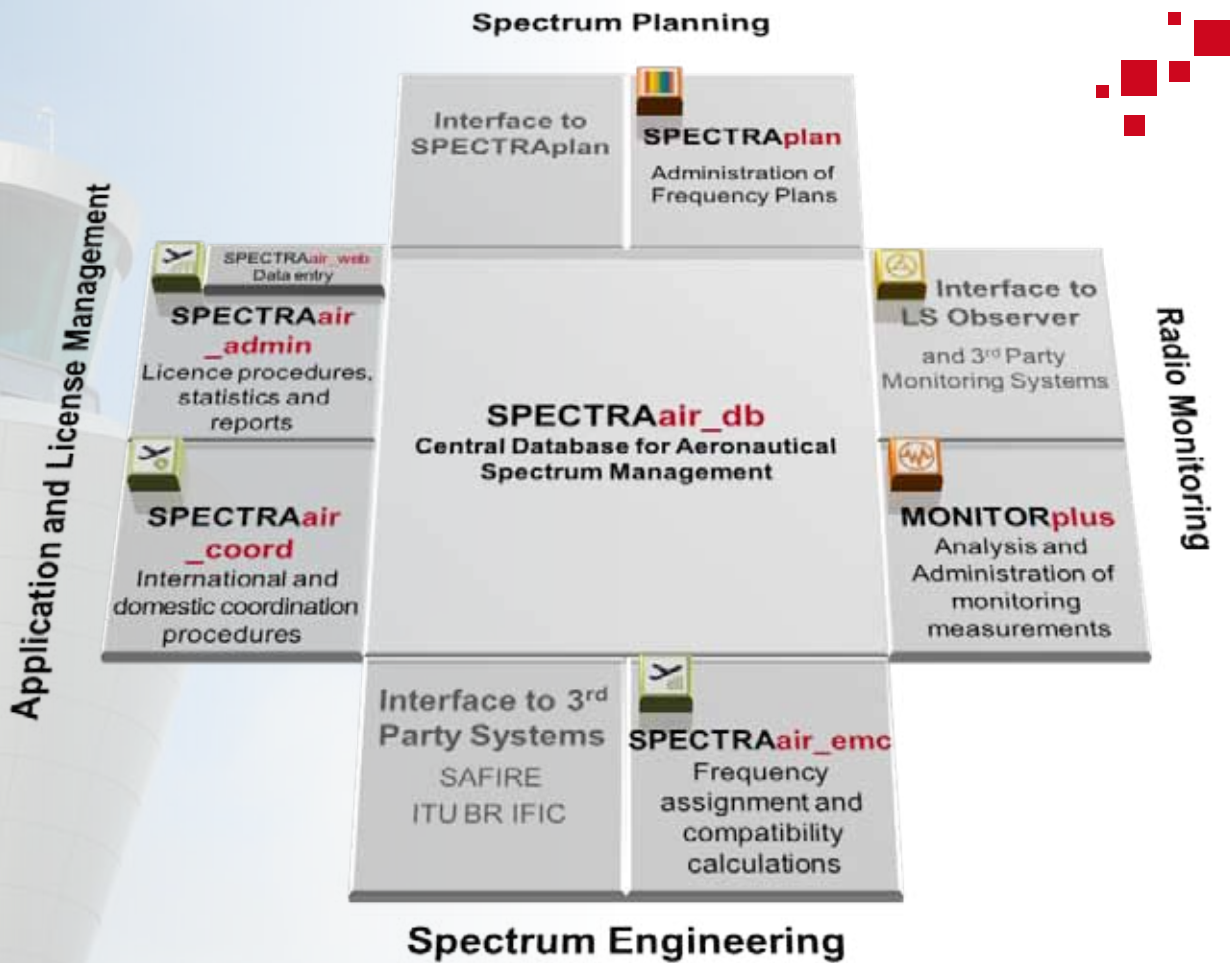 Spectrum Planning
Interface to
SPECTRAplan
SPECTRAplan
Administration of
Frequency Plans
Application and License Management
SPECTRAair_web
Data entry
SPECTRAair
_admin
Licence procedures,
statistics and
reports
SPECTRAair
_coord
International and
domestic coordination
procedures
SPECTRAair_db
Central Database for Aeronautical
Spectrum Management
Interface to
LS Observer
and 3rd Party
Monitoring Systems
MONITORplus
Analysis and
Administration of
monitoring
measurements
Radio Monitoring
Interface to 3rd
Party Systems
SAFIRE
ITU BR IFIC
SPECTRAair_emc
Frequency
assignment and
compatibility
calculations
Spectrum Engineering